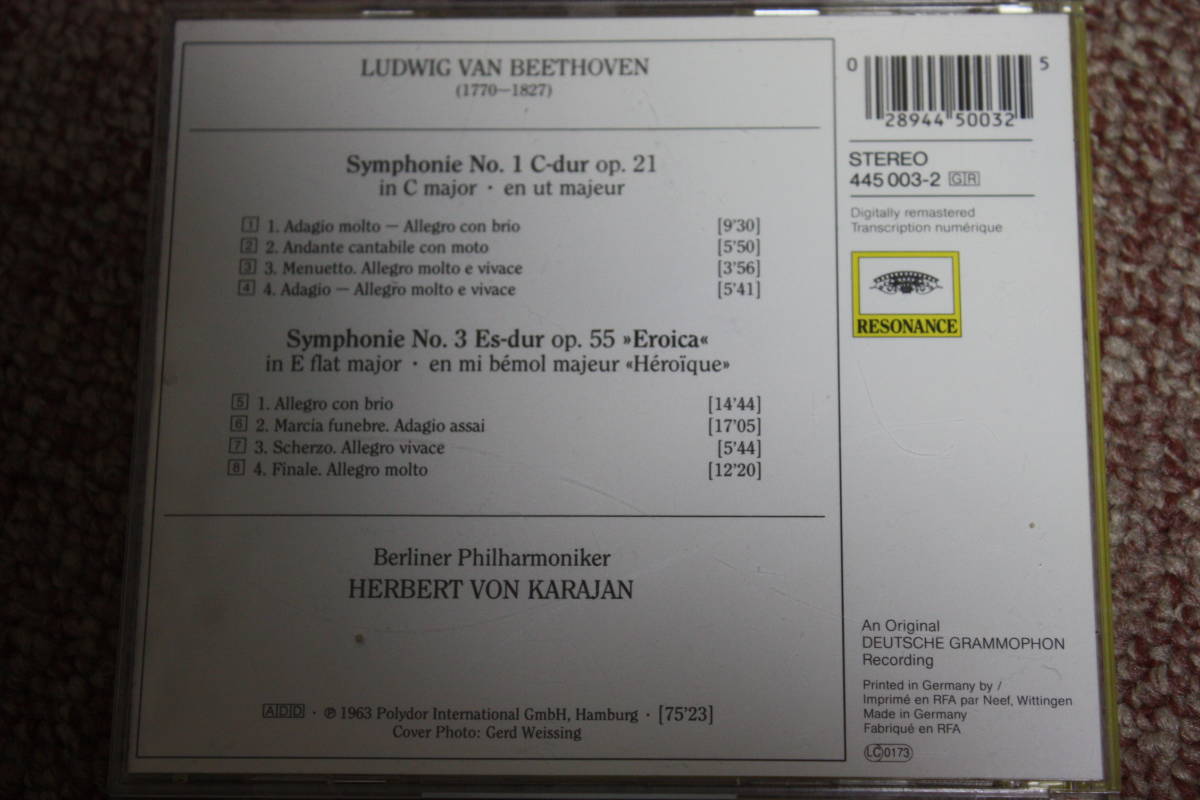 LUDWIG VAN BEETHOVEN
(1770—1827)
Symphonie No. 1 C-dur op. 21
in C major · en ut majeur
1 1. Adagio molto — Allegro con brio [9'30]
2 2. Andante cantabile con moto [5'50]
3 3. Menuetto. Allegro molto e vivace [3'56]
4 4. Adagio — Allegro molto e vivace [5'41]
Symphonie No. 3 Es-dur op. 55 »Eroica«
in E flat major · en mi bémol majeur «Héroïque»
5 1. Allegro con brio [14'44]
6 2. Marcia funebre. Adagio assai [17'05]
7 3. Scherzo. Allegro vivace [5'44]
8 4. Finale. Allegro molto [12'20]
Berliner Philharmoniker
HERBERT VON KARAJAN
ADD · ℗ 1963 Polydor International GmbH, Hamburg · [75'23]
Cover Photo: Gerd Weissing
0 28944 50032 5
STEREO
445 003-2 GR
Digitally remastered
Transcription numérique
RESONANCE
An Original
DEUTSCHE GRAMMOPHON
Recording
Printed in Germany by /
Imprimé en RFA par Neef, Wittingen
Made in Germany
Fabriqué en RFA
LC 0173